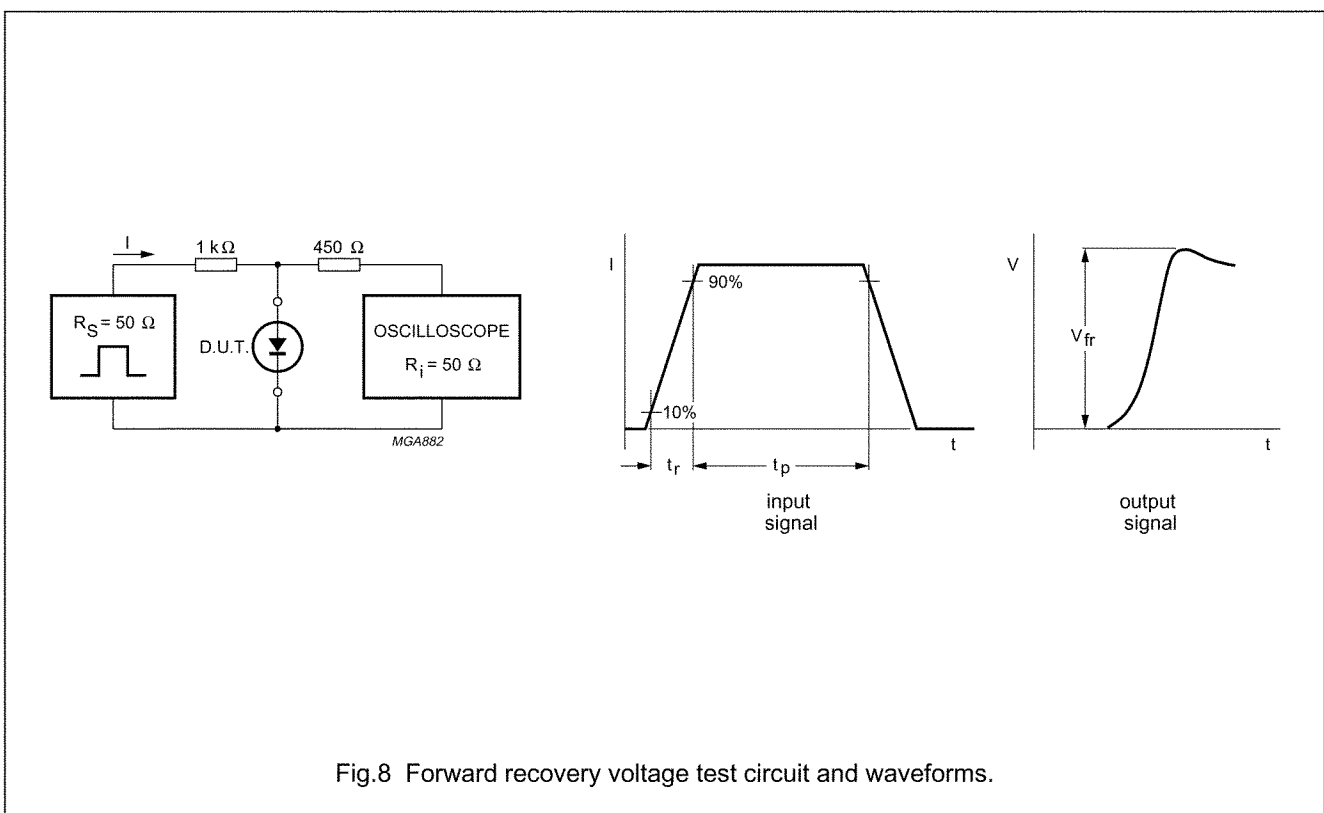 I
1 kΩ
450 Ω
R_S = 50 Ω
D.U.T.
OSCILLOSCOPE
R_i = 50 Ω
MGA882
I
90%
10%
t
t_r
t_p
input
signal
V
V_fr
t
output
signal
Fig.8 Forward recovery voltage test circuit and waveforms.